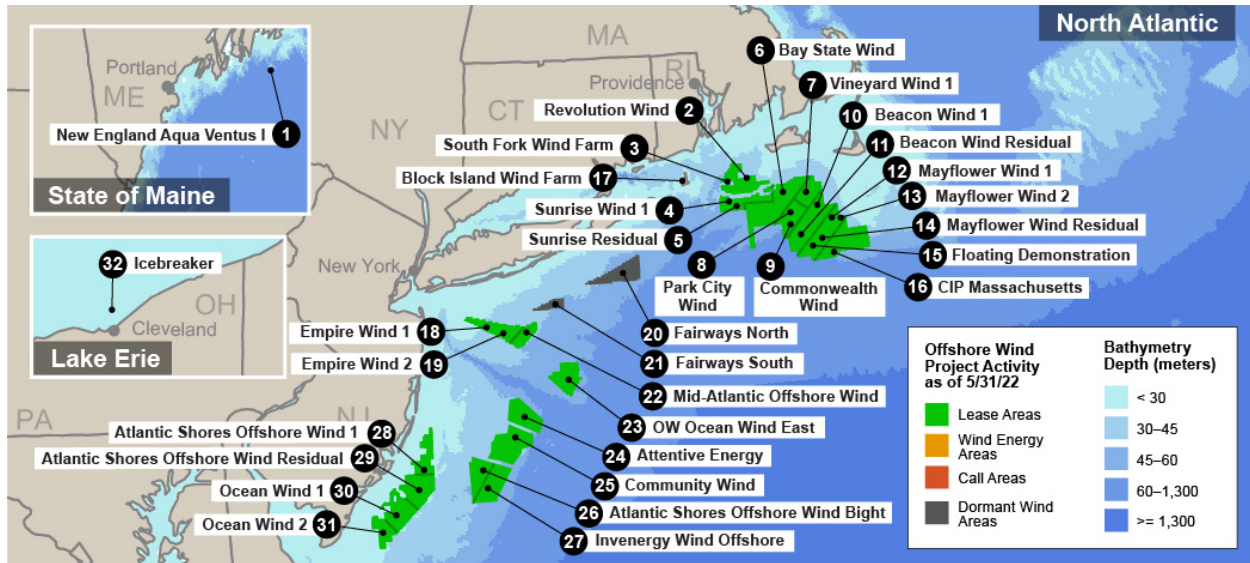 North Atlantic
MA
RI
CT
NY
NJ
PA
Providence
New York
Portland
ME
New England Aqua Ventus I 1
State of Maine
32 Icebreaker
OH
Cleveland
Lake Erie
Revolution Wind 2
South Fork Wind Farm 3
Block Island Wind Farm 17
Sunrise Wind 1 4
Sunrise Residual 5
6 Bay State Wind
7 Vineyard Wind 1
10 Beacon Wind 1
11 Beacon Wind Residual
12 Mayflower Wind 1
13 Mayflower Wind 2
14 Mayflower Wind Residual
15 Floating Demonstration
16 CIP Massachusetts
8
Park City
Wind
9
Commonwealth
Wind
Empire Wind 1 18
Empire Wind 2 19
20 Fairways North
21 Fairways South
22 Mid-Atlantic Offshore Wind
23 OW Ocean Wind East
24 Attentive Energy
25 Community Wind
26 Atlantic Shores Offshore Wind Bight
27 Invenergy Wind Offshore
Atlantic Shores Offshore Wind 1 28
Atlantic Shores Offshore Wind Residual 29
Ocean Wind 1 30
Ocean Wind 2 31
Offshore Wind
Project Activity
as of 5/31/22
Lease Areas
Wind Energy
Areas
Call Areas
Dormant Wind
Areas
Bathymetry
Depth (meters)
< 30
30–45
45–60
60–1,300
>= 1,300